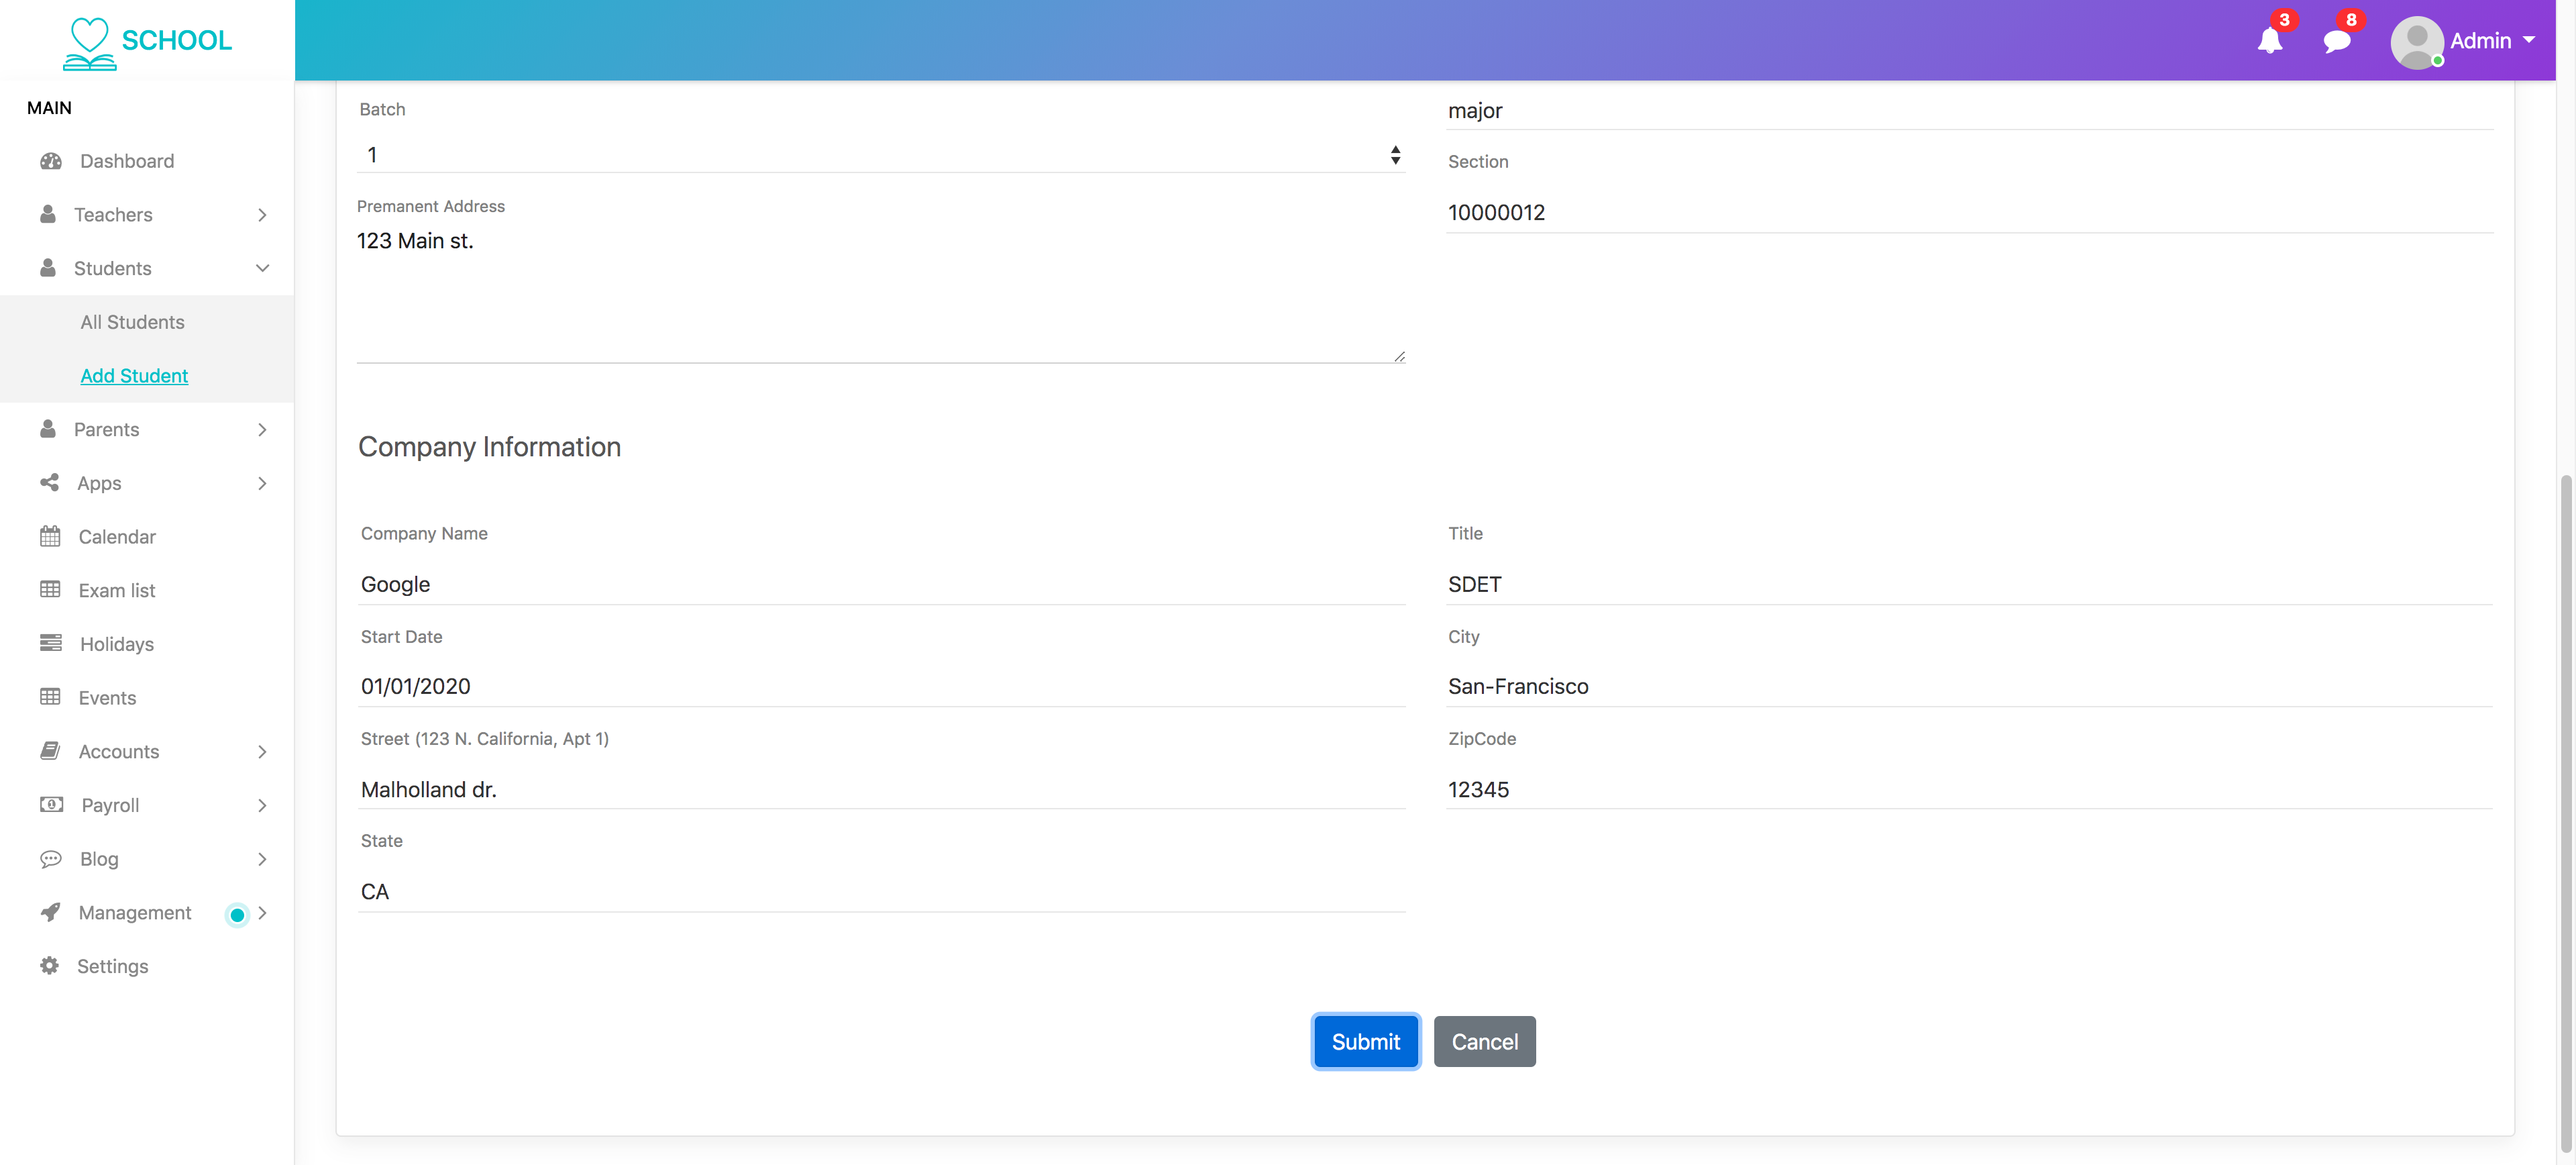 SCHOOL
3
8
Admin
MAIN
Dashboard
Teachers
Students
All Students
Add Student
Parents
Apps
Calendar
Exam list
Holidays
Events
Accounts
Payroll
Blog
Management
Settings
Batch
1
Premanent Address
123 Main st.
major
Section
10000012
Company Information
Company Name
Google
Title
SDET
Start Date
01/01/2020
City
San-Francisco
Street (123 N. California, Apt 1)
Malholland dr.
ZipCode
12345
State
CA
Submit
Cancel